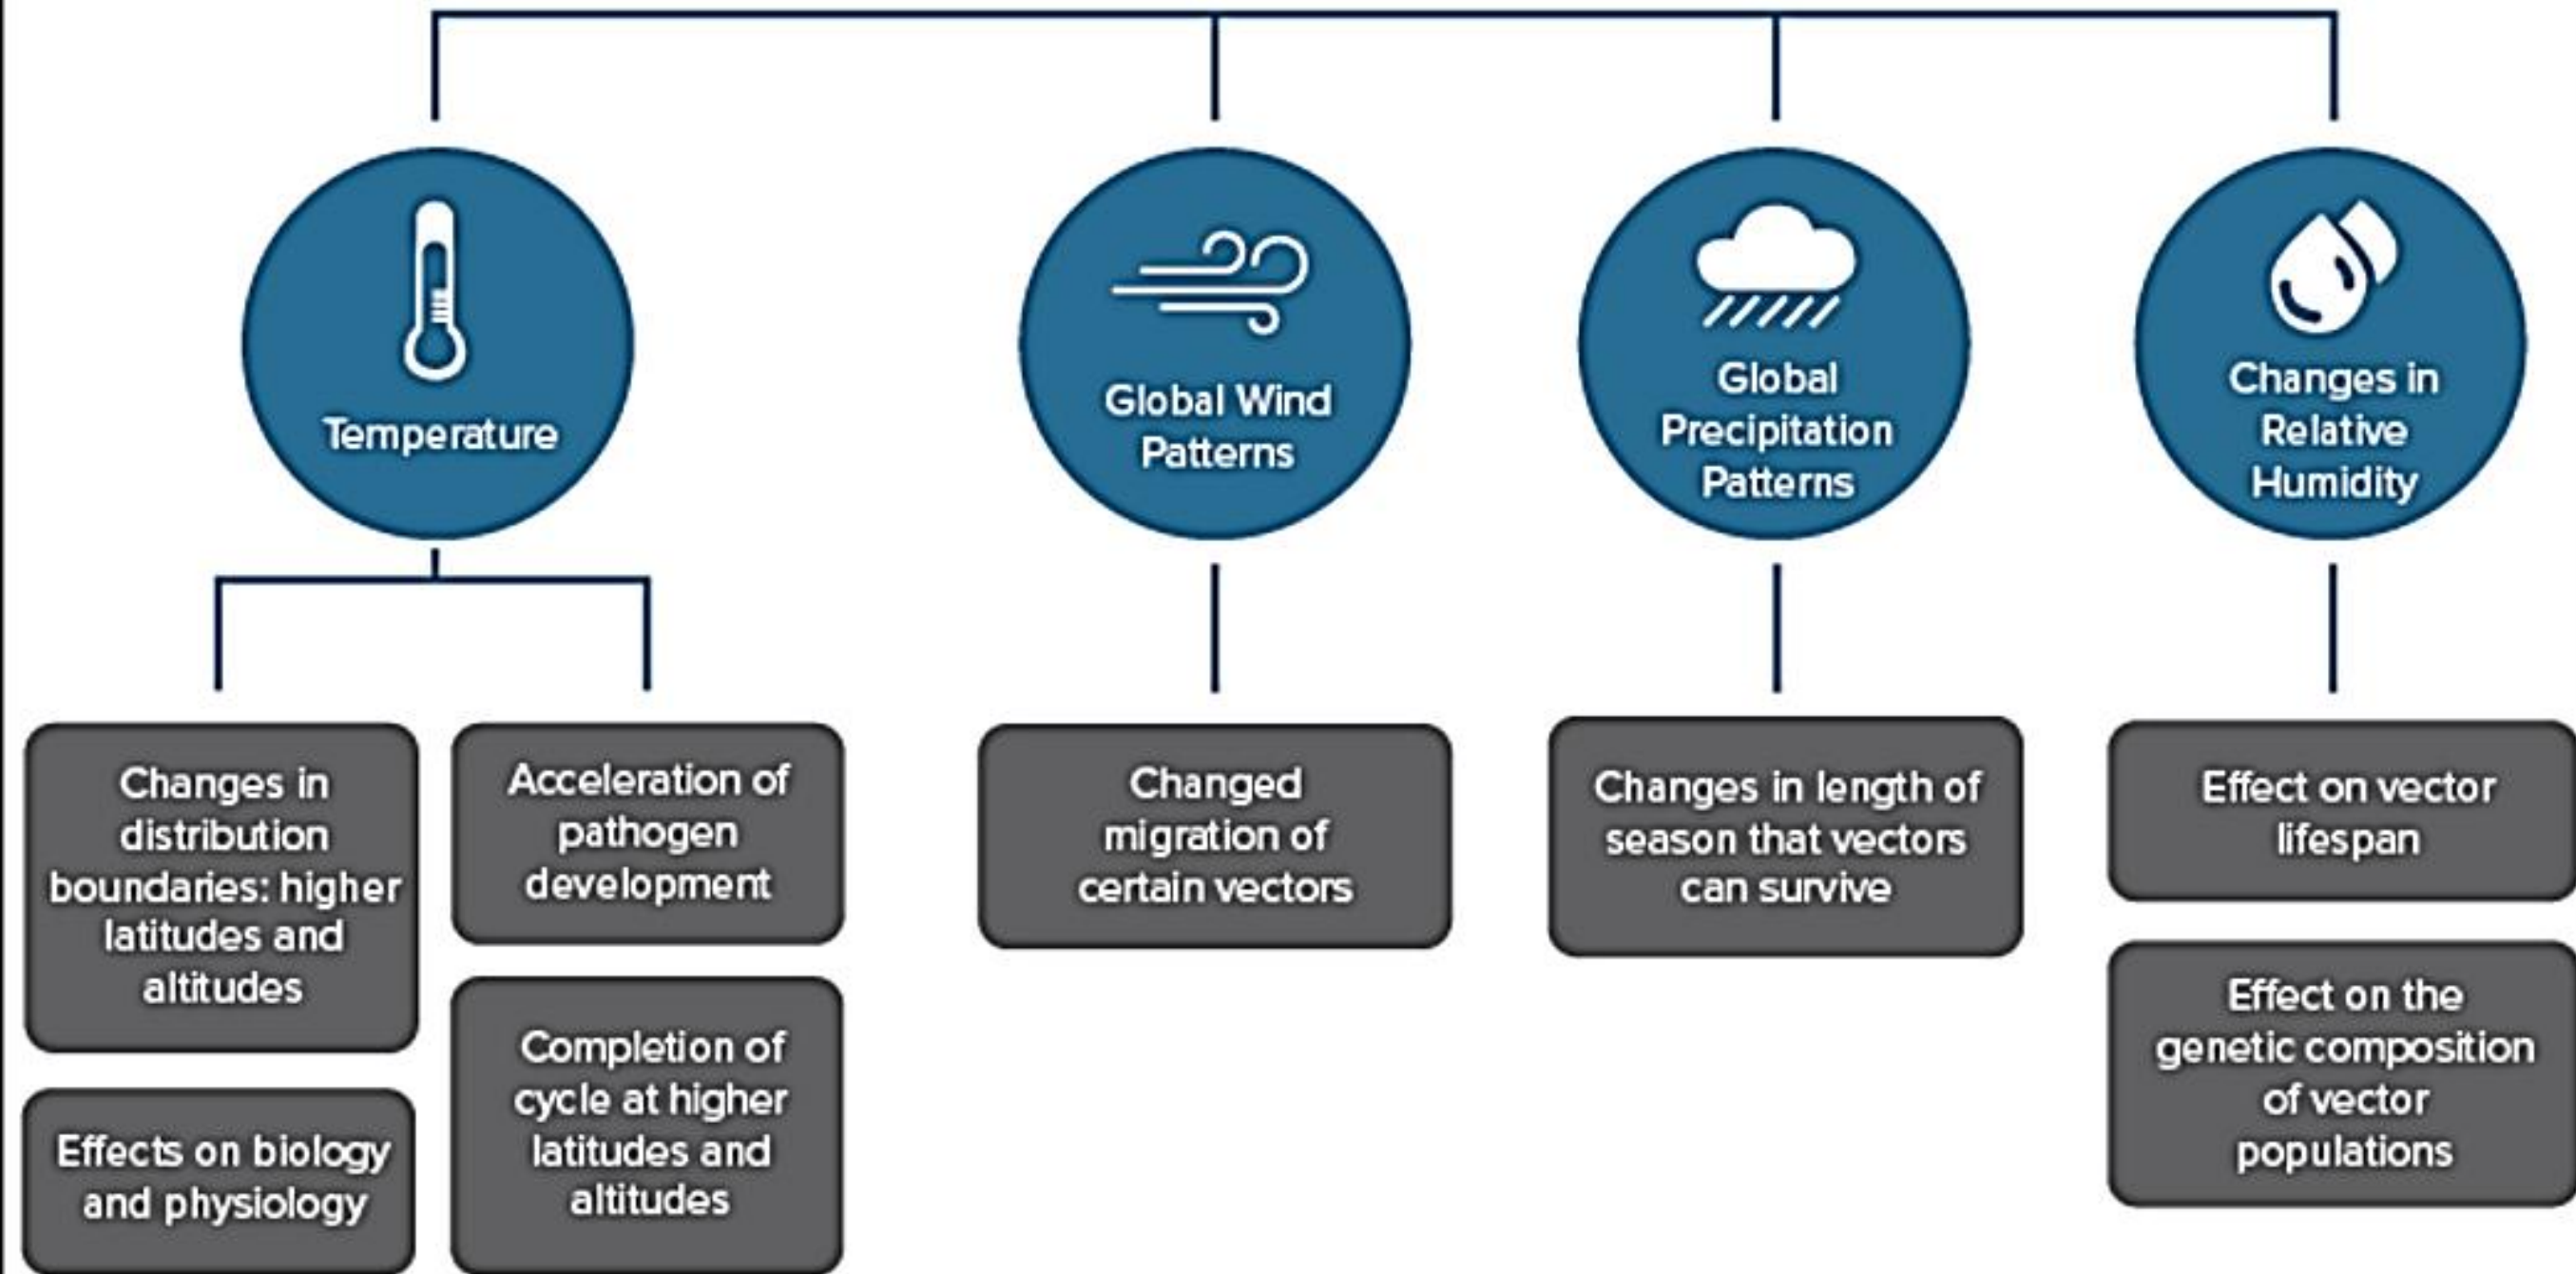 Temperature
Global Wind
Patterns
Global
Precipitation
Patterns
Changes in
Relative
Humidity
Changes in
distribution
boundaries: higher
latitudes and
altitudes
Effects on biology
and physiology
Acceleration of
pathogen
development
Completion of
cycle at higher
latitudes and
altitudes
Changed
migration of
certain vectors
Changes in length of
season that vectors
can survive
Effect on vector
lifespan
Effect on the
genetic composition
of vector
populations